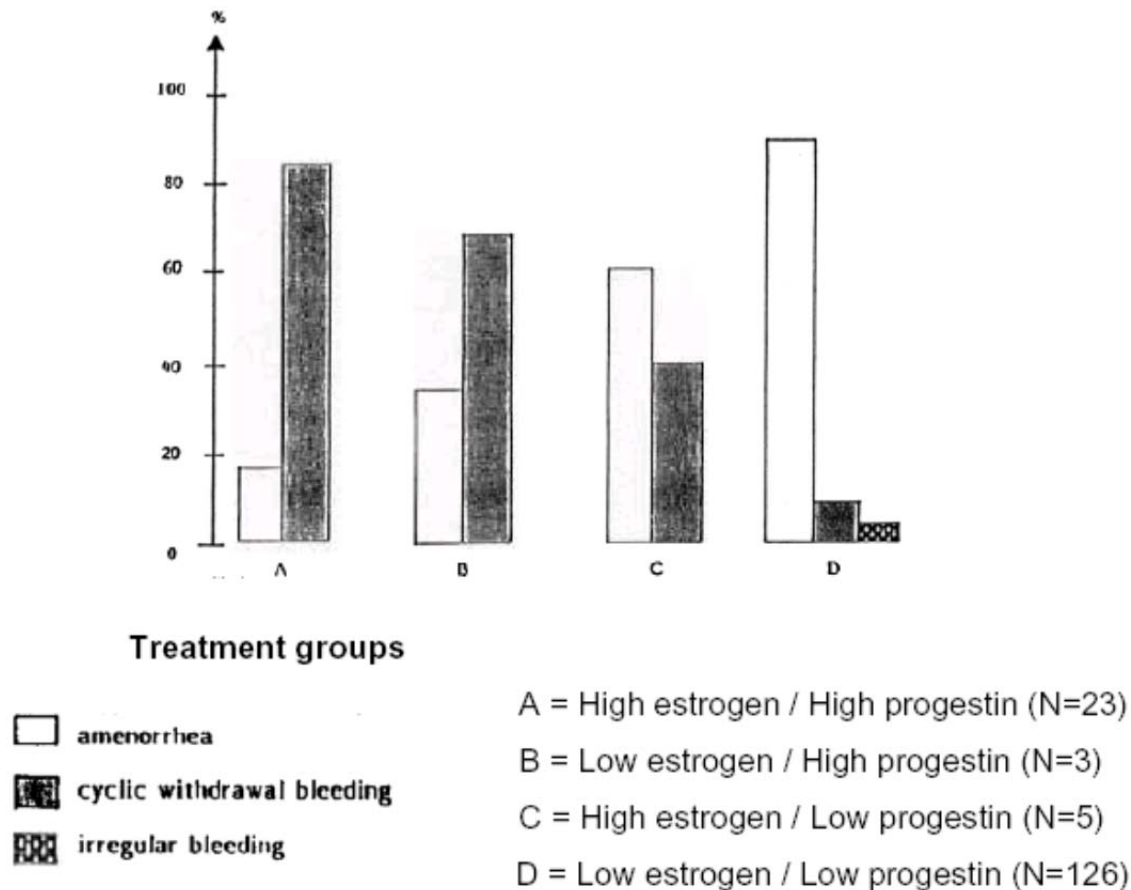 %
100
80
60
40
20
0
A B C D
Treatment groups
amenorrhea
cyclic withdrawal bleeding
irregular bleeding
A = High estrogen / High progestin (N=23)
B = Low estrogen / High progestin (N=3)
C = High estrogen / Low progestin (N=5)
D = Low estrogen / Low progestin (N=126)